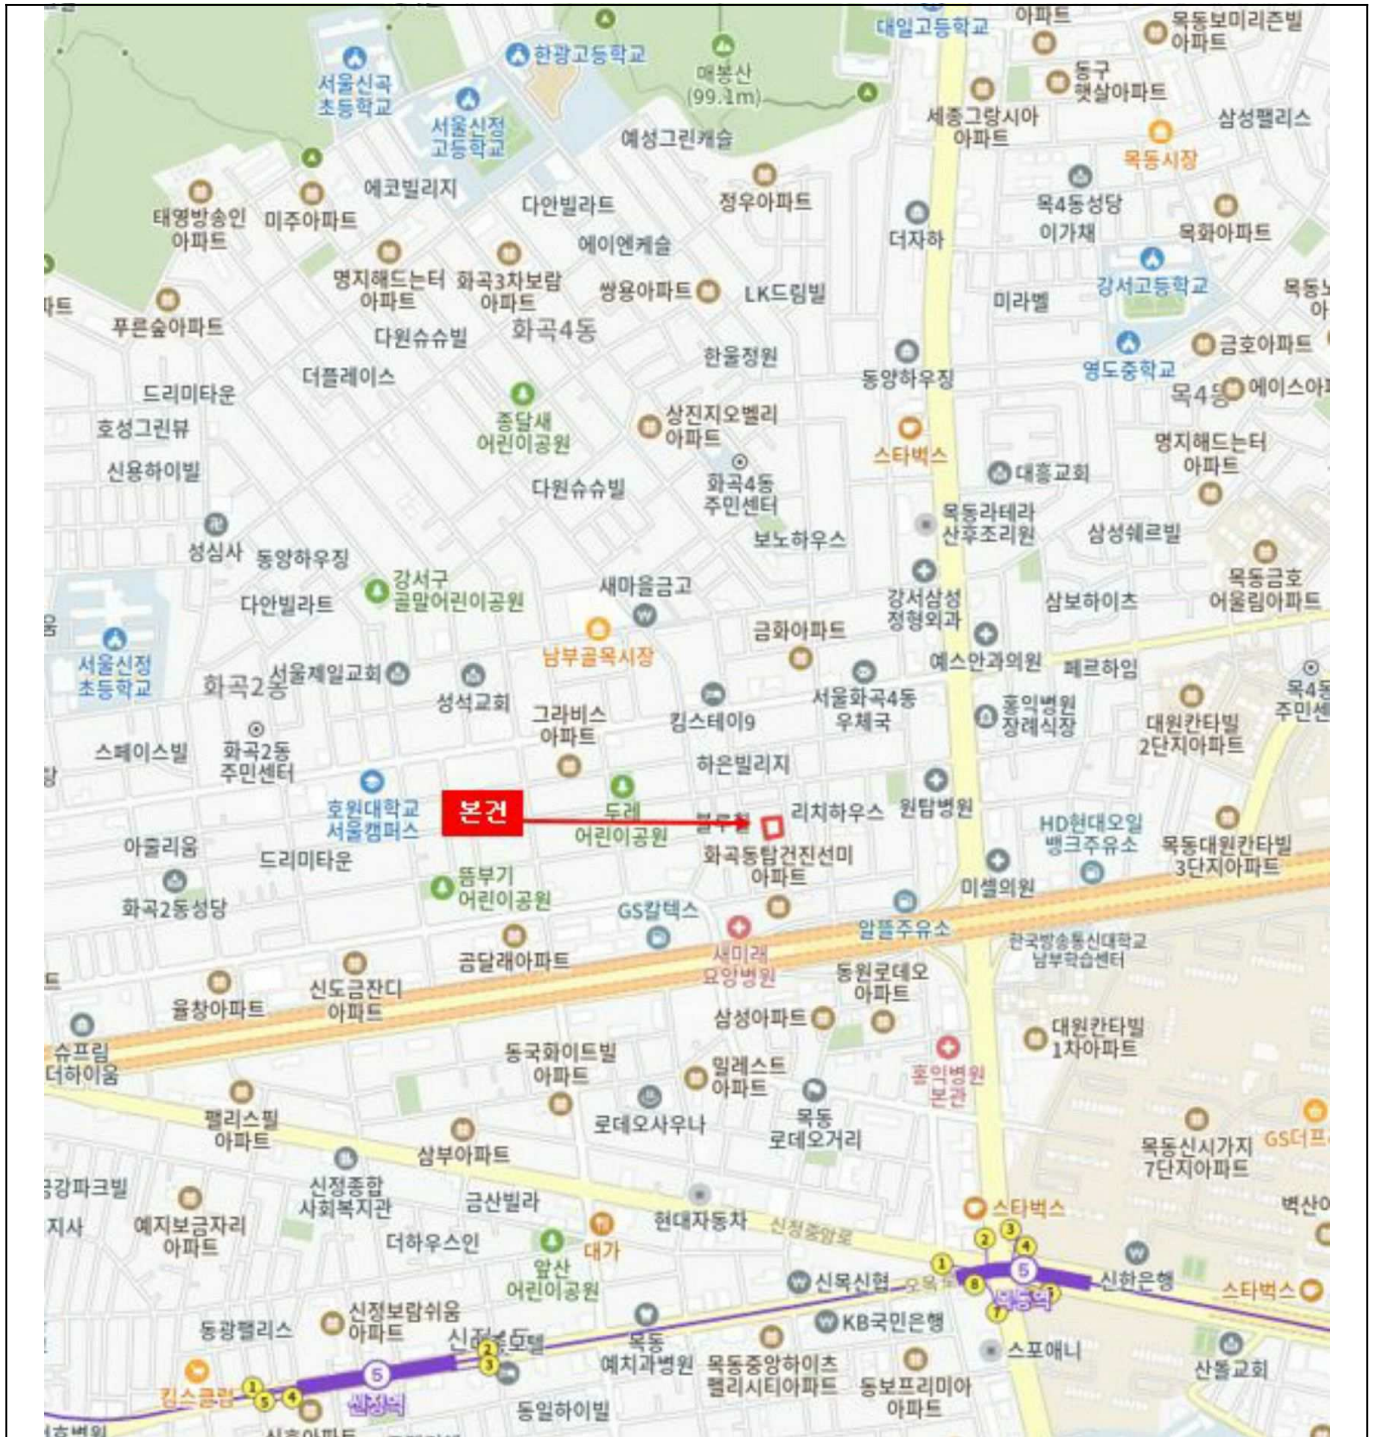 대일고등학교
아파트
목동보미리즌빌
아파트
한광고등학교
매봉산
(99.1m)
동구
햇살아파트
서울신곡
초등학교
서울신정
고등학교
세종그랑시아
아파트
삼성팰리스
목동시장
예성그린캐슬
에코빌리지
다안빌라트
정우아파트
목4동성당
이가채
목화아파트
태영방송인
아파트
미주아파트
더자하
에이엔케슬
명지해드는터
아파트
화곡3차보람
아파트
쌍용아파트
LK드림빌
강서고등학교
미라벨
푸른숲아파트
다원슈슈빌
화곡4동
한울정원
동양하우징
영도중학교
금호아파트
더플레이스
드리미타운
종달새
어린이공원
상진지오벨리
아파트
호성그린뷰
스타벅스
명지해드는터
아파트
신용하이빌
다원슈슈빌
화곡4동
주민센터
대흥교회
목동라테라
산후조리원
삼성쉐르빌
보노하우스
성심사
동양하우징
강서구
골말어린이공원
다안빌라트
새마을금고
강서삼성
정형외과
삼보하이츠
목동금호
어울림아파트
금화아파트
남부골목시장
예스안과의원
페르하임
서울신정
초등학교
화곡2동
서울제일교회
성석교회
그라비스
아파트
킴스테이9
서울화곡4동
우체국
홍익병원
장례식장
대원칸타빌
2단지아파트
스페이스빌
화곡2동
주민센터
하은빌리지
호원대학교
서울캠퍼스
본건
두레
어린이공원
리치하우스
원탑병원
HD현대오일
뱅크주유소
목동대원칸타빌
3단지아파트
아줄리움
드리미타운
화곡동탑건진선미
아파트
뜸부기
어린이공원
미셀의원
화곡2동성당
GS칼텍스
알뜰주유소
곰달래아파트
새미래
요양병원
한국방송통신대학교
남부학습센터
율창아파트
신도금잔디
아파트
동원로데오
아파트
삼성아파트
대원칸타빌
1차아파트
슈프림
더하이움
동국화이트빌
아파트
밀레스트
아파트
홍익병원
본관
팰리스필
아파트
로데오사우나
목동
로데오거리
삼부아파트
목동신시가지
7단지아파트
신정종합
사회복지관
금산빌라
예지보금자리
아파트
현대자동차
신정중앙로
스타벅스
더하우스인
앞산
어린이공원
대가
신목신협
5
신한은행
스타벅스
동광팰리스
신정보람쉬움
아파트
목동
예치과병원
KB국민은행
스포애니
목동중앙하이츠
펠리시티아파트
동보프리미아
아파트
산돌교회
킴스클럽
5
신정역
동일하이빌